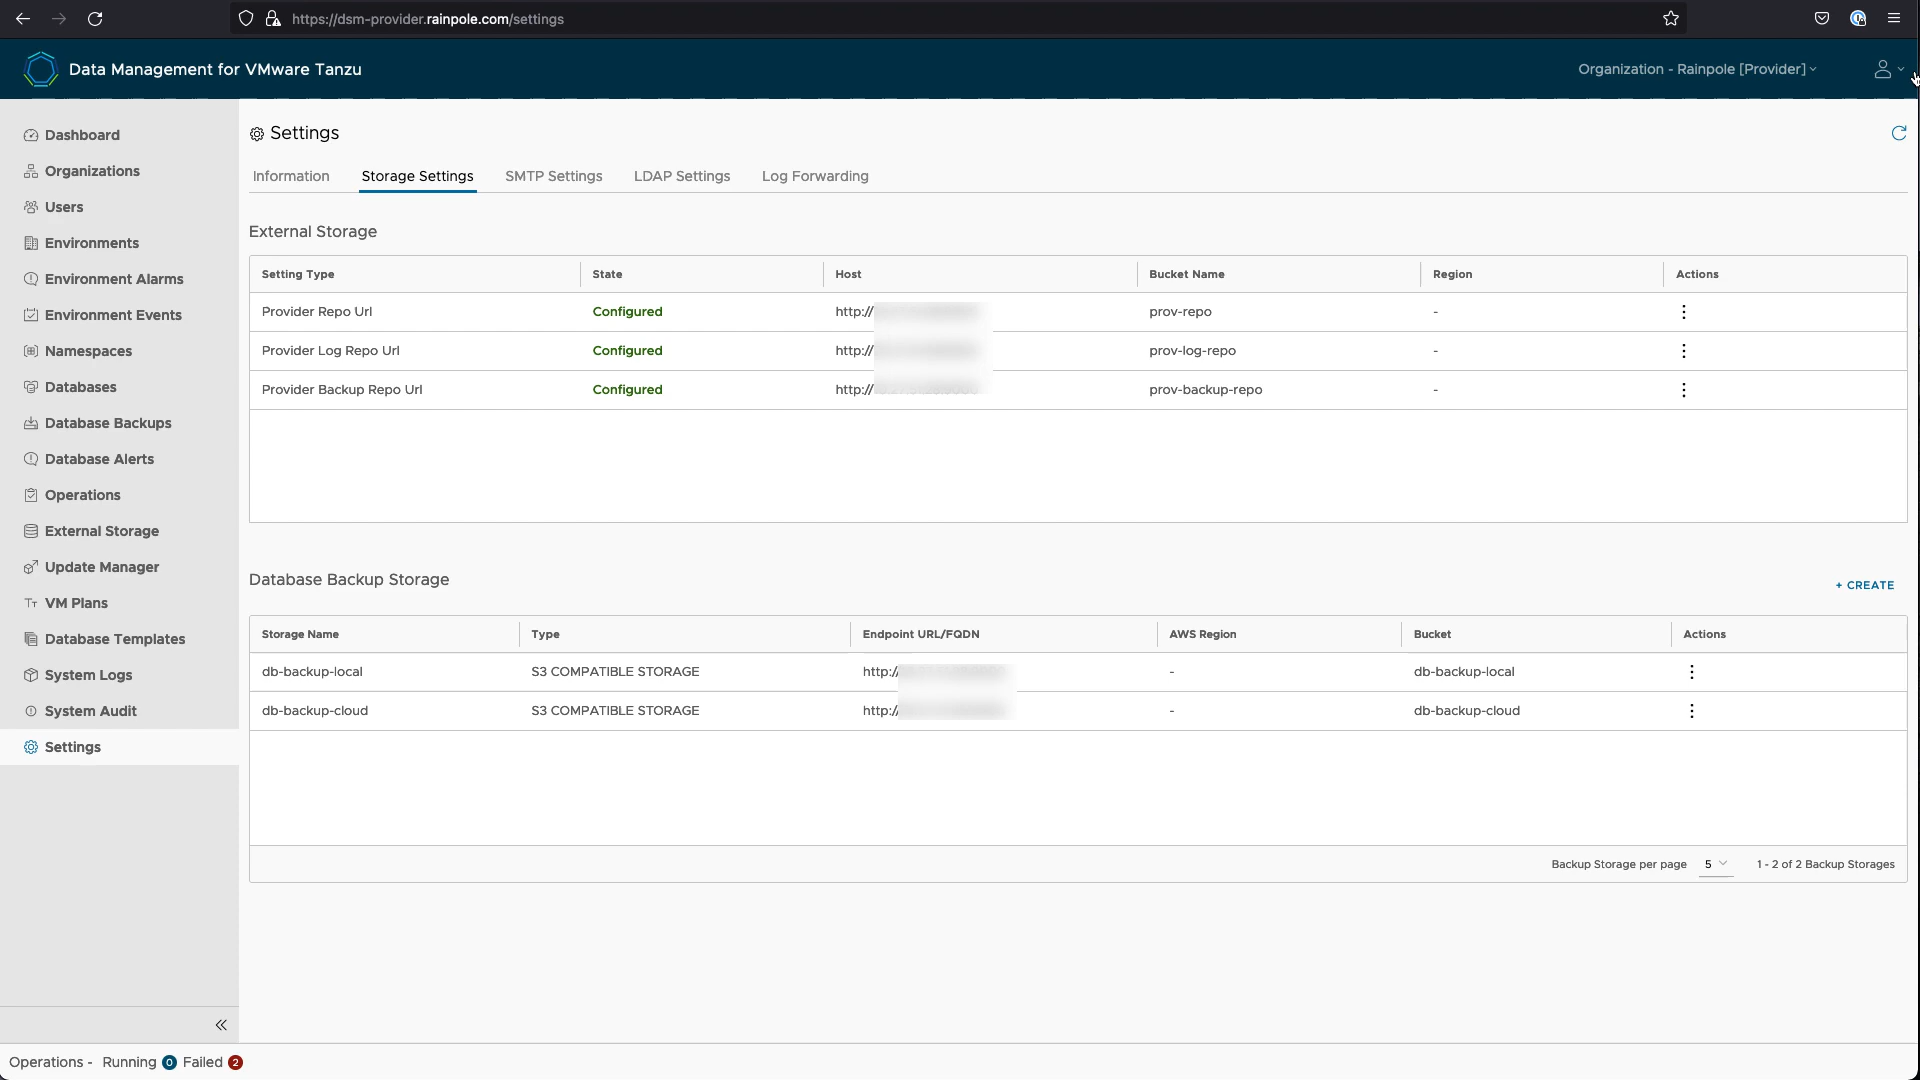 https://dsm-provider.rainpole.com/settings
Data Management for VMware Tanzu
Organization - Rainpole [Provider]
Dashboard
Organizations
Users
Environments
Environment Alarms
Environment Events
Namespaces
Databases
Database Backups
Database Alerts
Operations
External Storage
Update Manager
VM Plans
Database Templates
System Logs
System Audit
Settings
Settings
Information Storage Settings SMTP Settings LDAP Settings Log Forwarding
External Storage
Setting Type State Host Bucket Name Region Actions
Provider Repo Url Configured http:// prov-repo -
Provider Log Repo Url Configured http:// prov-log-repo -
Provider Backup Repo Url Configured http:// prov-backup-repo -
Database Backup Storage
+ CREATE
Storage Name Type Endpoint URL/FQDN AWS Region Bucket Actions
db-backup-local S3 COMPATIBLE STORAGE http:/ - db-backup-local
db-backup-cloud S3 COMPATIBLE STORAGE http:/ - db-backup-cloud
Backup Storage per page 5 1 - 2 of 2 Backup Storages
Operations - Running 0 Failed 2